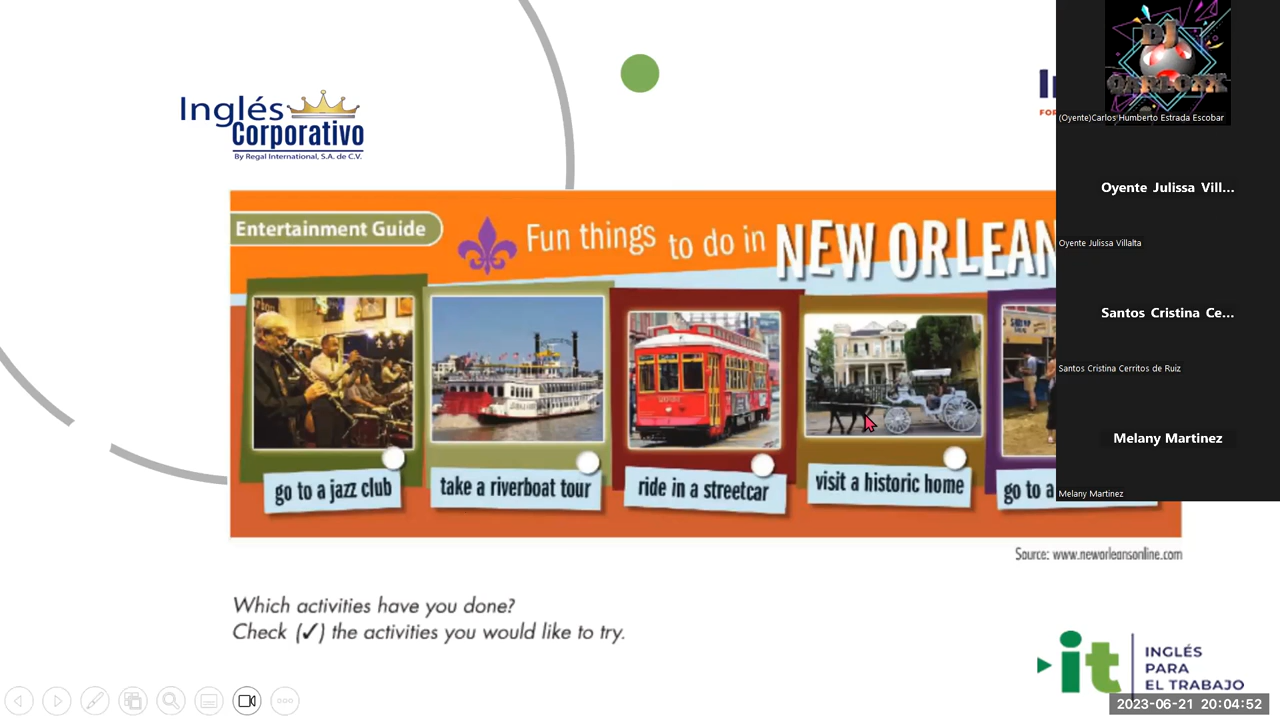 DJ
QARLOXX
(Oyente)Carlos Humberto Estrada Escobar
Inglés
Corporativo
By Regal International, S.A. de C.V.
Oyente Julissa Vill...
Oyente Julissa Villalta
Entertainment Guide
Fun things to do in NEW ORLEAN
Santos Cristina Ce...
Santos Cristina Cerritos de Ruiz
Melany Martinez
Melany Martinez
go to a jazz club
take a riverboat tour
ride in a streetcar
visit a historic home
go to a
Source: www.neworleansonline.com
Which activities have you done?
Check (✓) the activities you would like to try.
it
INGLÉS
PARA
EL TRABAJO
2023-06-21 20:04:52